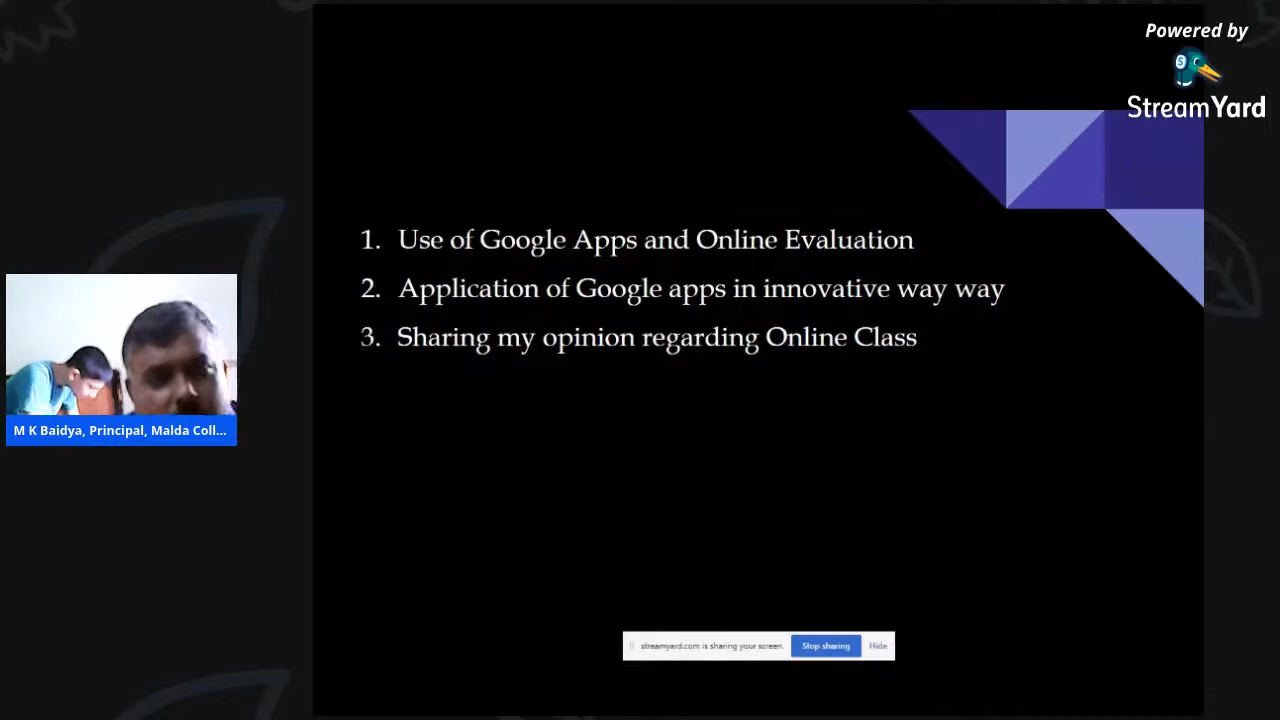 Powered by
StreamYard
1. Use of Google Apps and Online Evaluation
2. Application of Google apps in innovative way way
3. Sharing my opinion regarding Online Class
M K Baidya, Principal, Malda Coll...
streamyard.com is sharing your screen. Stop sharing Hide